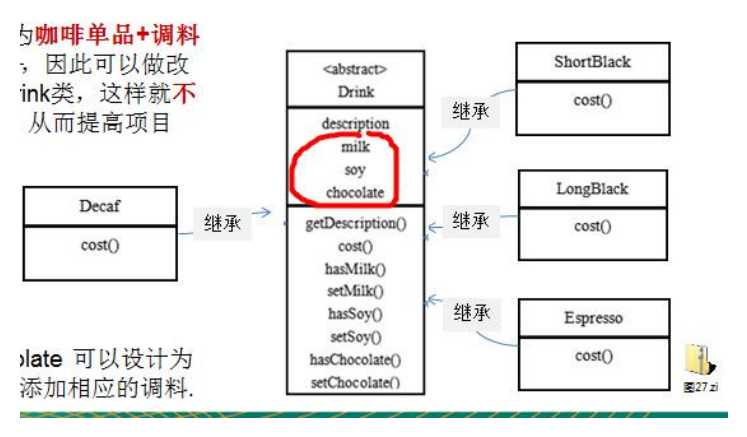 为咖啡单品+调料
, 因此可以做改
rink类，这样就不
从而提高项目
<abstract>
Drink
description
milk
soy
chocolate
getDescription()
cost()
hasMilk()
setMilk()
hasSoy()
setSoy()
hasChocolate()
setChocolate()
Decaf
cost()
继承
继承
ShortBlack
cost()
继承
LongBlack
cost()
继承
Espresso
cost()
olate 可以设计为
添加相应的调料.
图27 zi